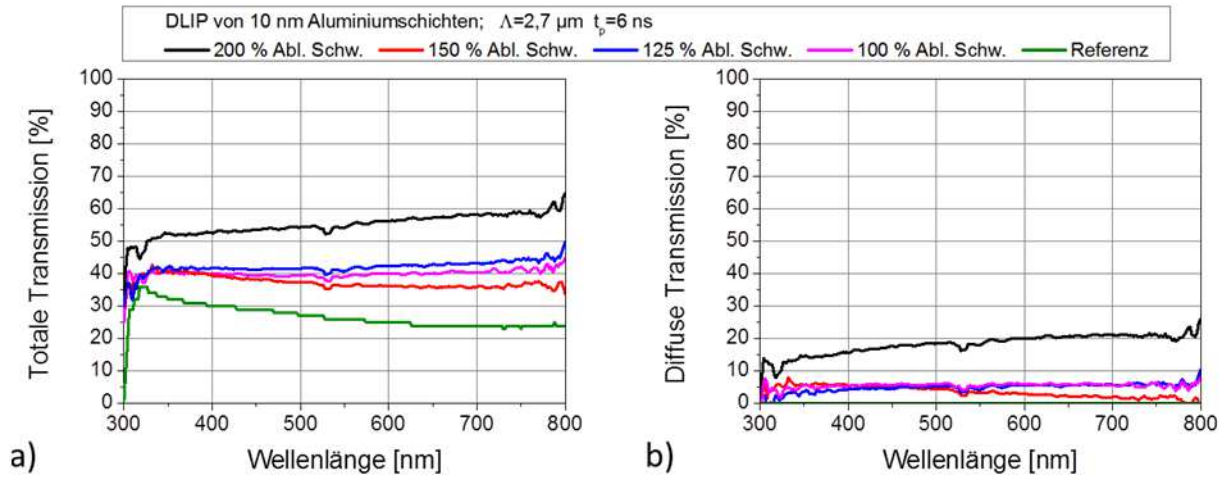 DLIP von 10 nm Aluminiumschichten; Λ=2,7 µm tp=6 ns
200 % Abl. Schw. 150 % Abl. Schw. 125 % Abl. Schw. 100 % Abl. Schw. Referenz
Totale Transmission [%]
100
90
80
70
60
50
40
30
20
10
0
300 400 500 600 700 800
Wellenlänge [nm]
a)
Diffuse Transmission [%]
100
90
80
70
60
50
40
30
20
10
0
300 400 500 600 700 800
Wellenlänge [nm]
b)